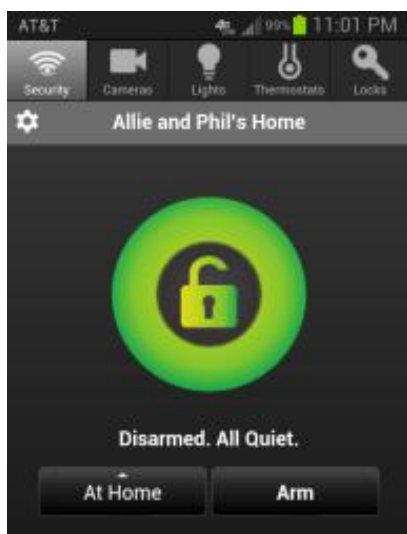 AT&T 4G 99% 11:01 PM
Security Cameras Lights Thermostats Locks
Allie and Phil's Home
Disarmed. All Quiet.
At Home Arm